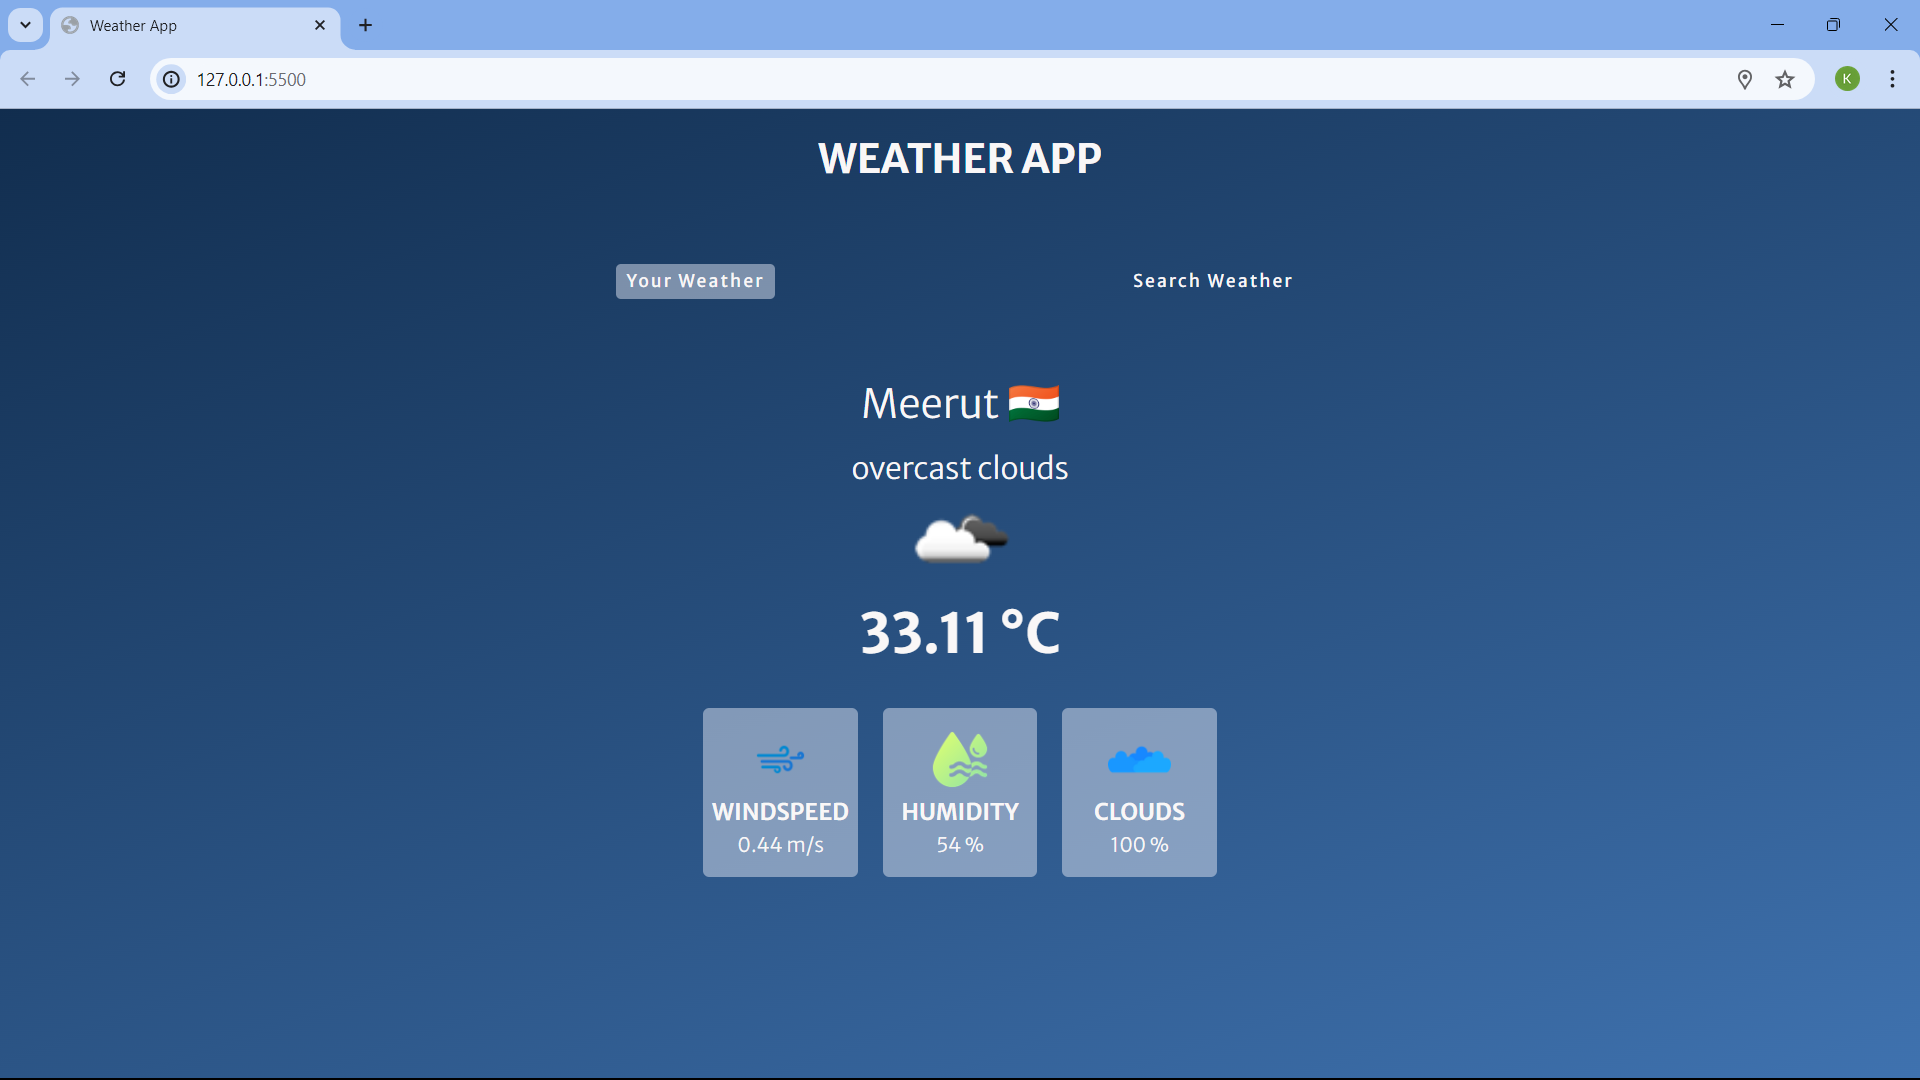 Weather App
127.0.0.1:5500
K
WEATHER APP
Your Weather
Search Weather
Meerut
overcast clouds
33.11 °C
WINDSPEED
0.44 m/s
HUMIDITY
54 %
CLOUDS
100 %